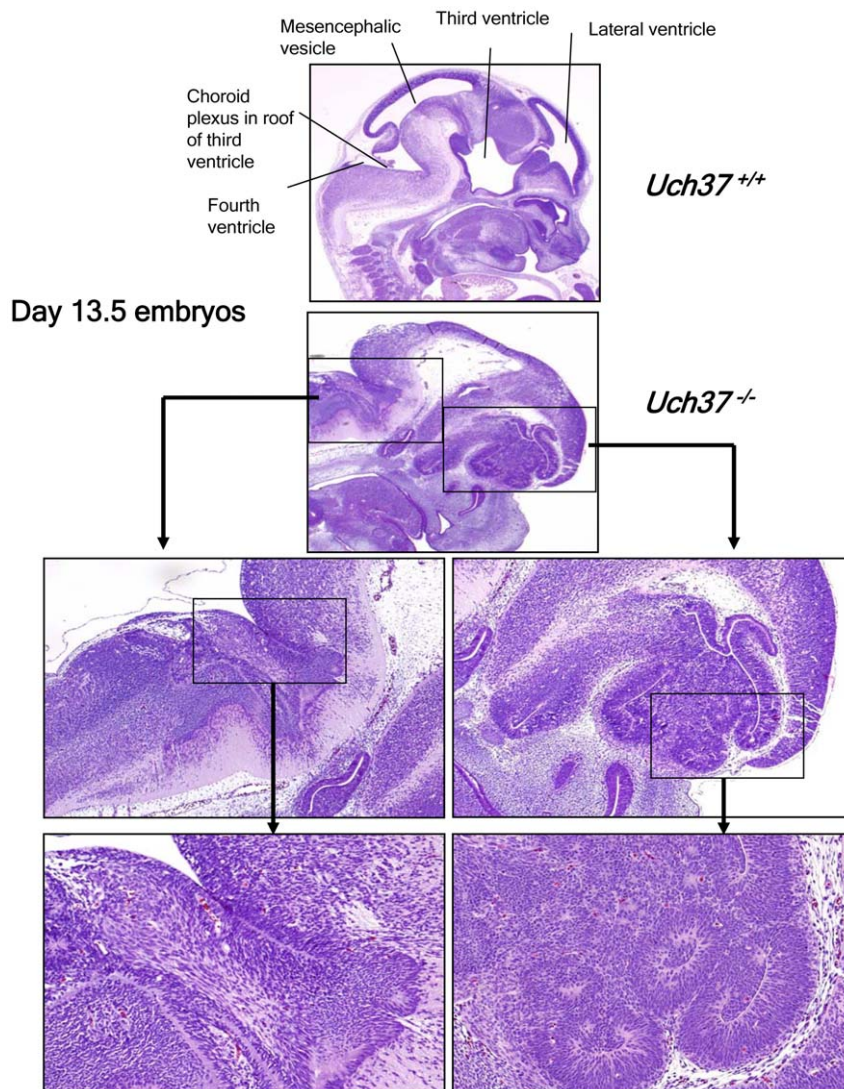 Third ventricle
Mesencephalic
vesicle
Lateral ventricle
Choroid
plexus in roof
of third
ventricle
Fourth
ventricle
Uch37 +/+
Day 13.5 embryos
Uch37 -/-